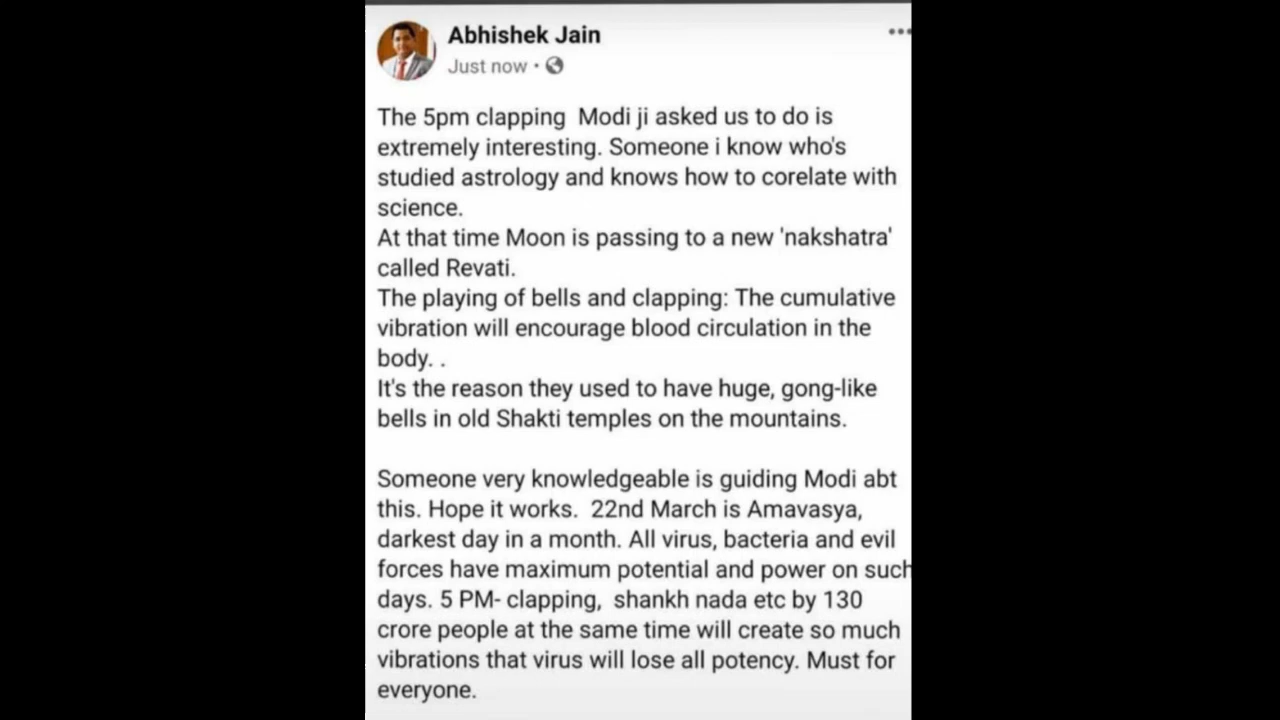 Abhishek Jain
Just now ·
The 5pm clapping  Modi ji asked us to do is
extremely interesting. Someone i know who's
studied astrology and knows how to corelate with
science.
At that time Moon is passing to a new 'nakshatra'
called Revati.
The playing of bells and clapping: The cumulative
vibration will encourage blood circulation in the
body. .
It's the reason they used to have huge, gong-like
bells in old Shakti temples on the mountains.
Someone very knowledgeable is guiding Modi abt
this. Hope it works.  22nd March is Amavasya,
darkest day in a month. All virus, bacteria and evil
forces have maximum potential and power on such
days. 5 PM- clapping,  shankh nada etc by 130
crore people at the same time will create so much
vibrations that virus will lose all potency. Must for
everyone.